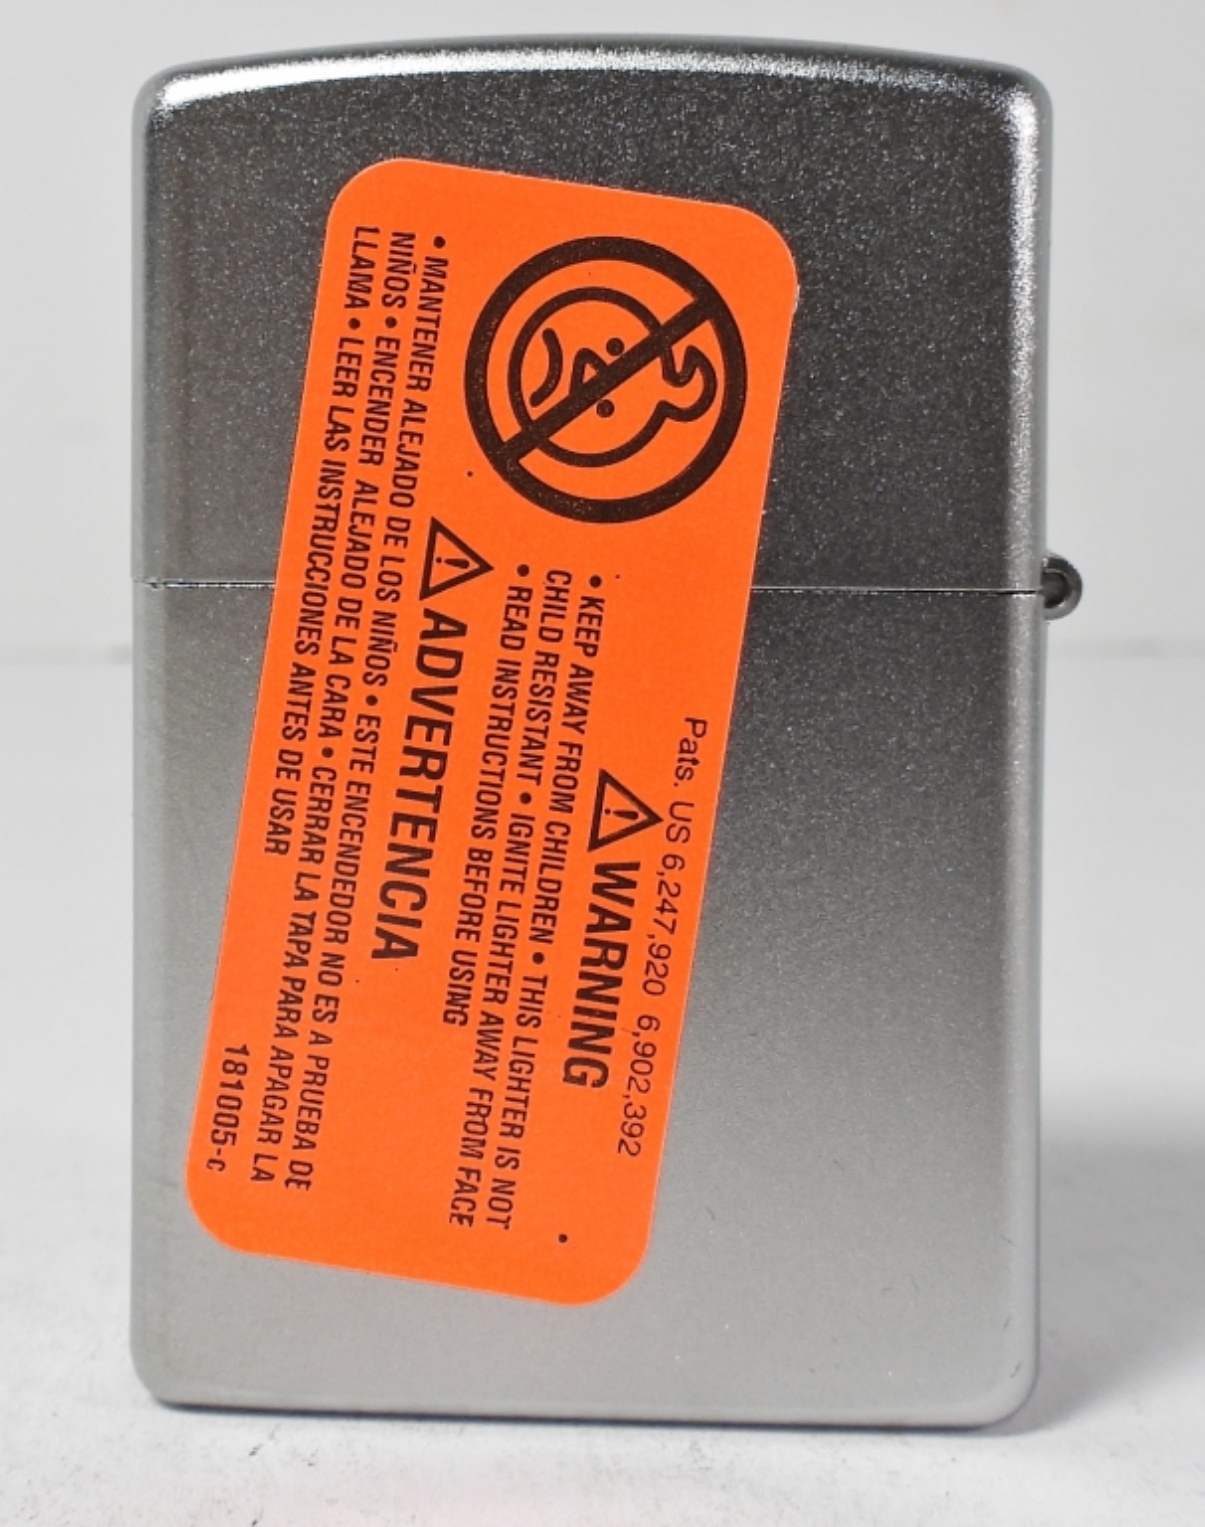 Pats. US 6,247,920 6,902,392
⚠ WARNING
• KEEP AWAY FROM CHILDREN • THIS LIGHTER IS NOT
CHILD RESISTANT • IGNITE LIGHTER AWAY FROM FACE
• READ INSTRUCTIONS BEFORE USING
⚠ ADVERTENCIA
• MANTENER ALEJADO DE LOS NIÑOS • ESTE ENCENDEDOR NO ES A PRUEBA DE
NIÑOS • ENCENDER ALEJADO DE LA CARA • CERRAR LA TAPA PARA APAGAR LA
LLAMA • LEER LAS INSTRUCCIONES ANTES DE USAR
181005-c